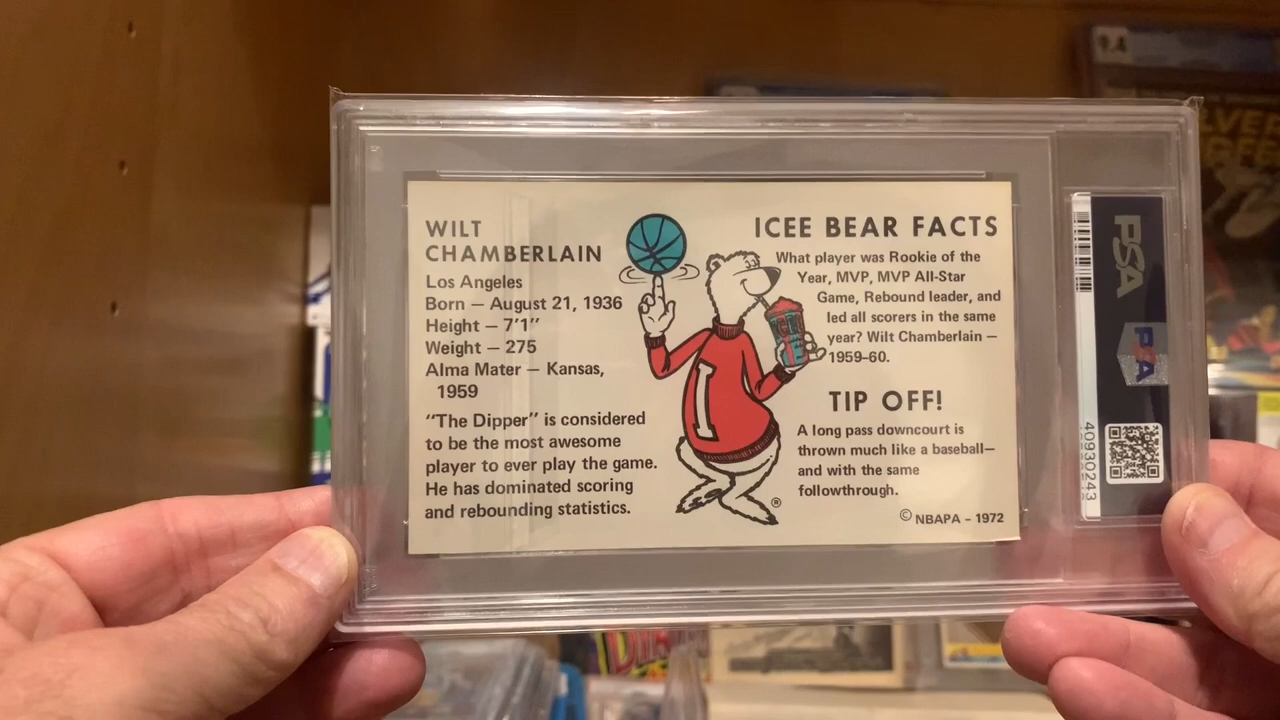 WILT
CHAMBERLAIN
Los Angeles
Born — August 21, 1936
Height — 7'1"
Weight — 275
Alma Mater — Kansas,
1959
"The Dipper" is considered
to be the most awesome
player to ever play the game.
He has dominated scoring
and rebounding statistics.
I
ICEE BEAR FACTS
What player was Rookie of the
Year, MVP, MVP All-Star
Game, Rebound leader, and
led all scorers in the same
year? Wilt Chamberlain —
1959-60.
TIP OFF!
A long pass downcourt is
thrown much like a baseball—
and with the same
followthrough.
®
© NBAPA - 1972
PSA
PSA
40930243
9.4